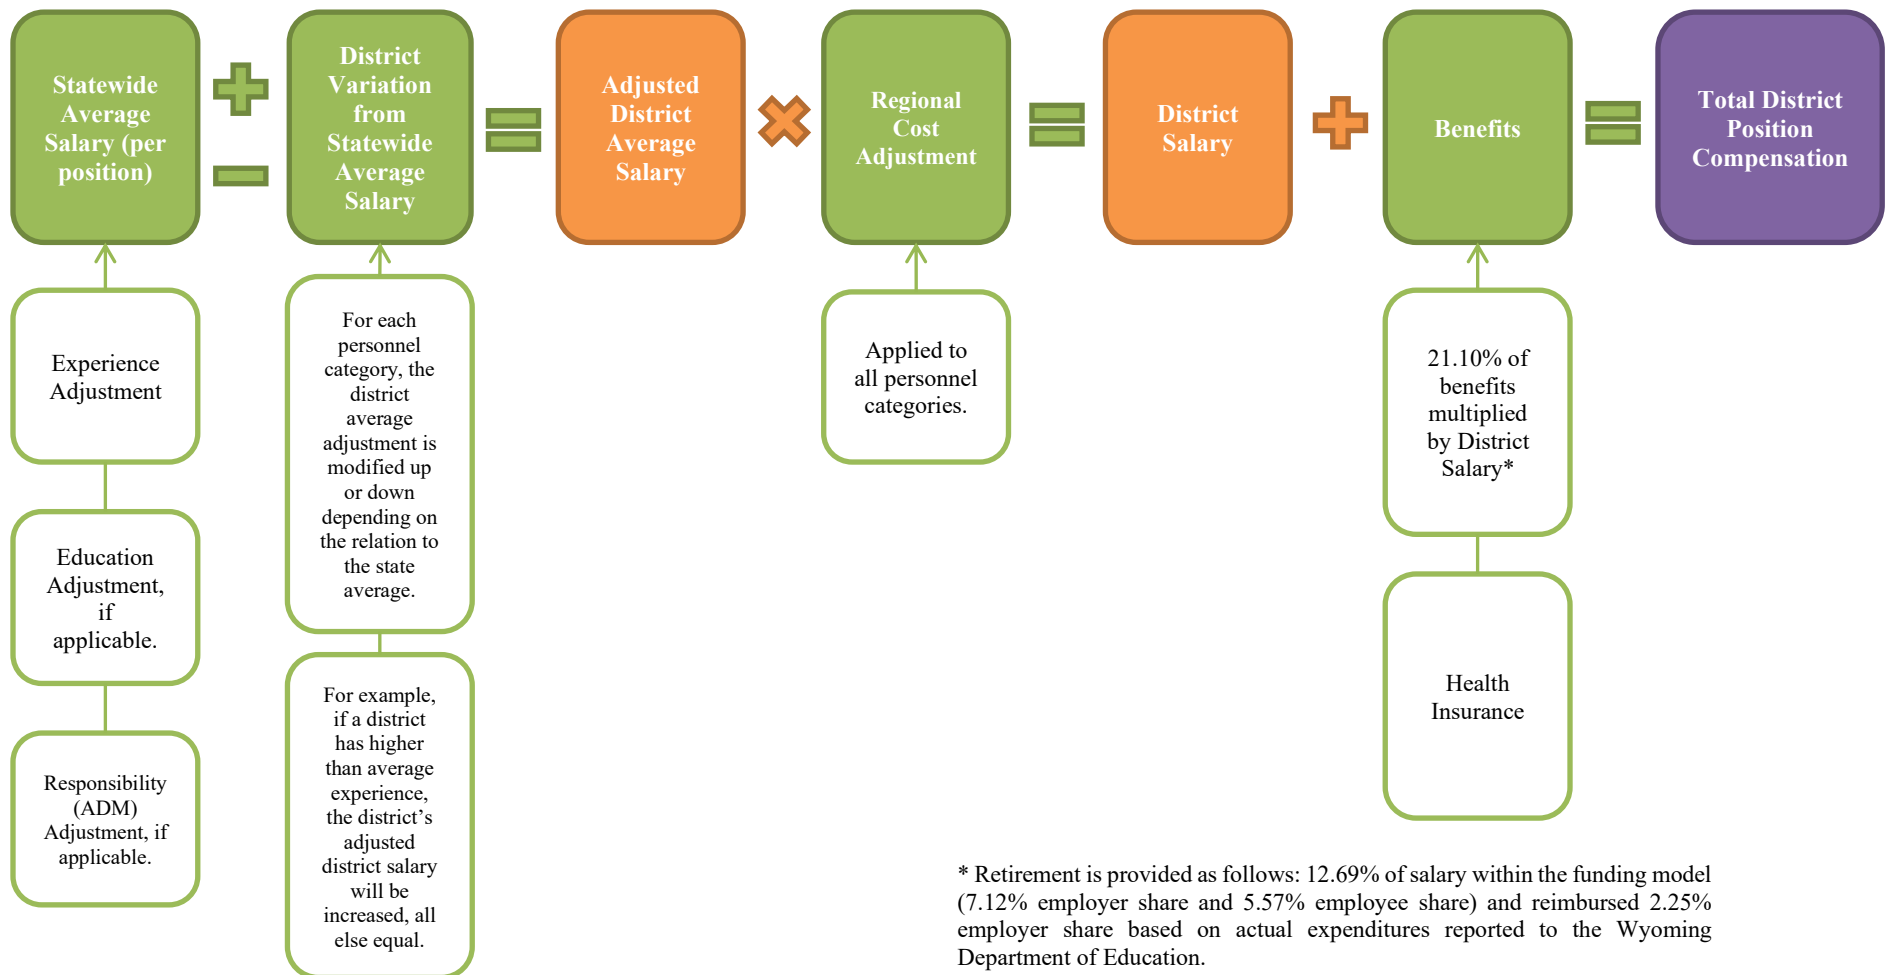 Statewide
Average
Salary (per
position)
District
Variation
from
Statewide
Average
Salary
Adjusted
District
Average
Salary
Regional
Cost
Adjustment
District
Salary
Benefits
Total District
Position
Compensation
Experience
Adjustment
Education
Adjustment,
if
applicable.
Responsibility
(ADM)
Adjustment, if
applicable.
For each
personnel
category, the
district
average
adjustment is
modified up
or down
depending on
the relation to
the state
average.
For example,
if a district
has higher
than average
experience,
the district’s
adjusted
district salary
will be
increased, all
else equal.
Applied to
all personnel
categories.
21.10% of
benefits
multiplied
by District
Salary*
Health
Insurance
* Retirement is provided as follows: 12.69% of salary within the funding model
(7.12% employer share and 5.57% employee share) and reimbursed 2.25%
employer share based on actual expenditures reported to the Wyoming
Department of Education.